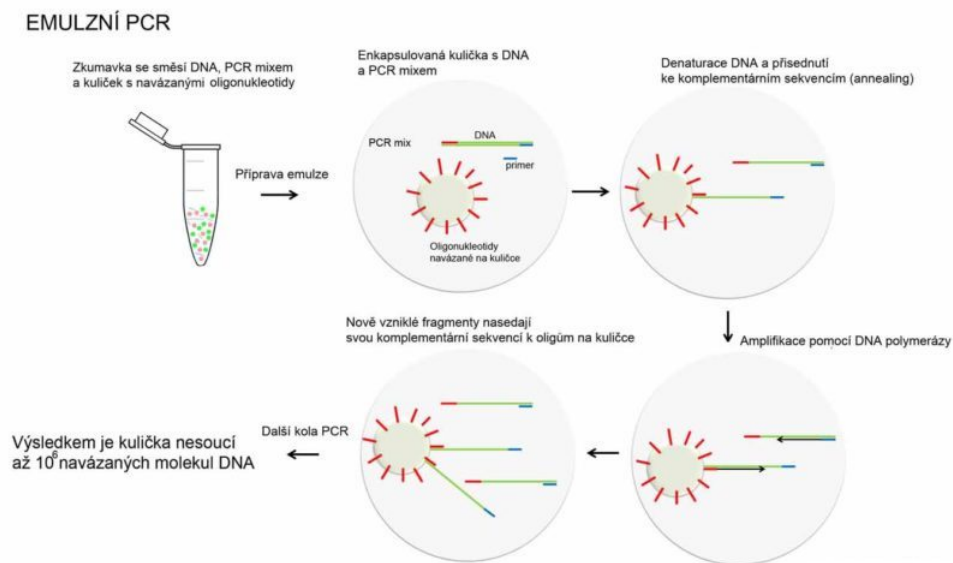 EMULZNÍ PCR
Zkumavka se směsí DNA, PCR mixem
a kuliček s navázanými oligonukleotidy
Příprava emulze
Enkapsulovaná kulička s DNA
a PCR mixem
PCR mix
DNA
primer
Oligonukleotidy
navázané na kuličce
Denaturace DNA a přisednutí
ke komplementárním sekvencím (annealing)
Amplifikace pomocí DNA polymerázy
Nově vzniklé fragmenty nasedají
svou komplementární sekvencí k oligům na kuličce
Další kola PCR
Výsledkem je kulička nesoucí
až 10⁶ navázaných molekul DNA